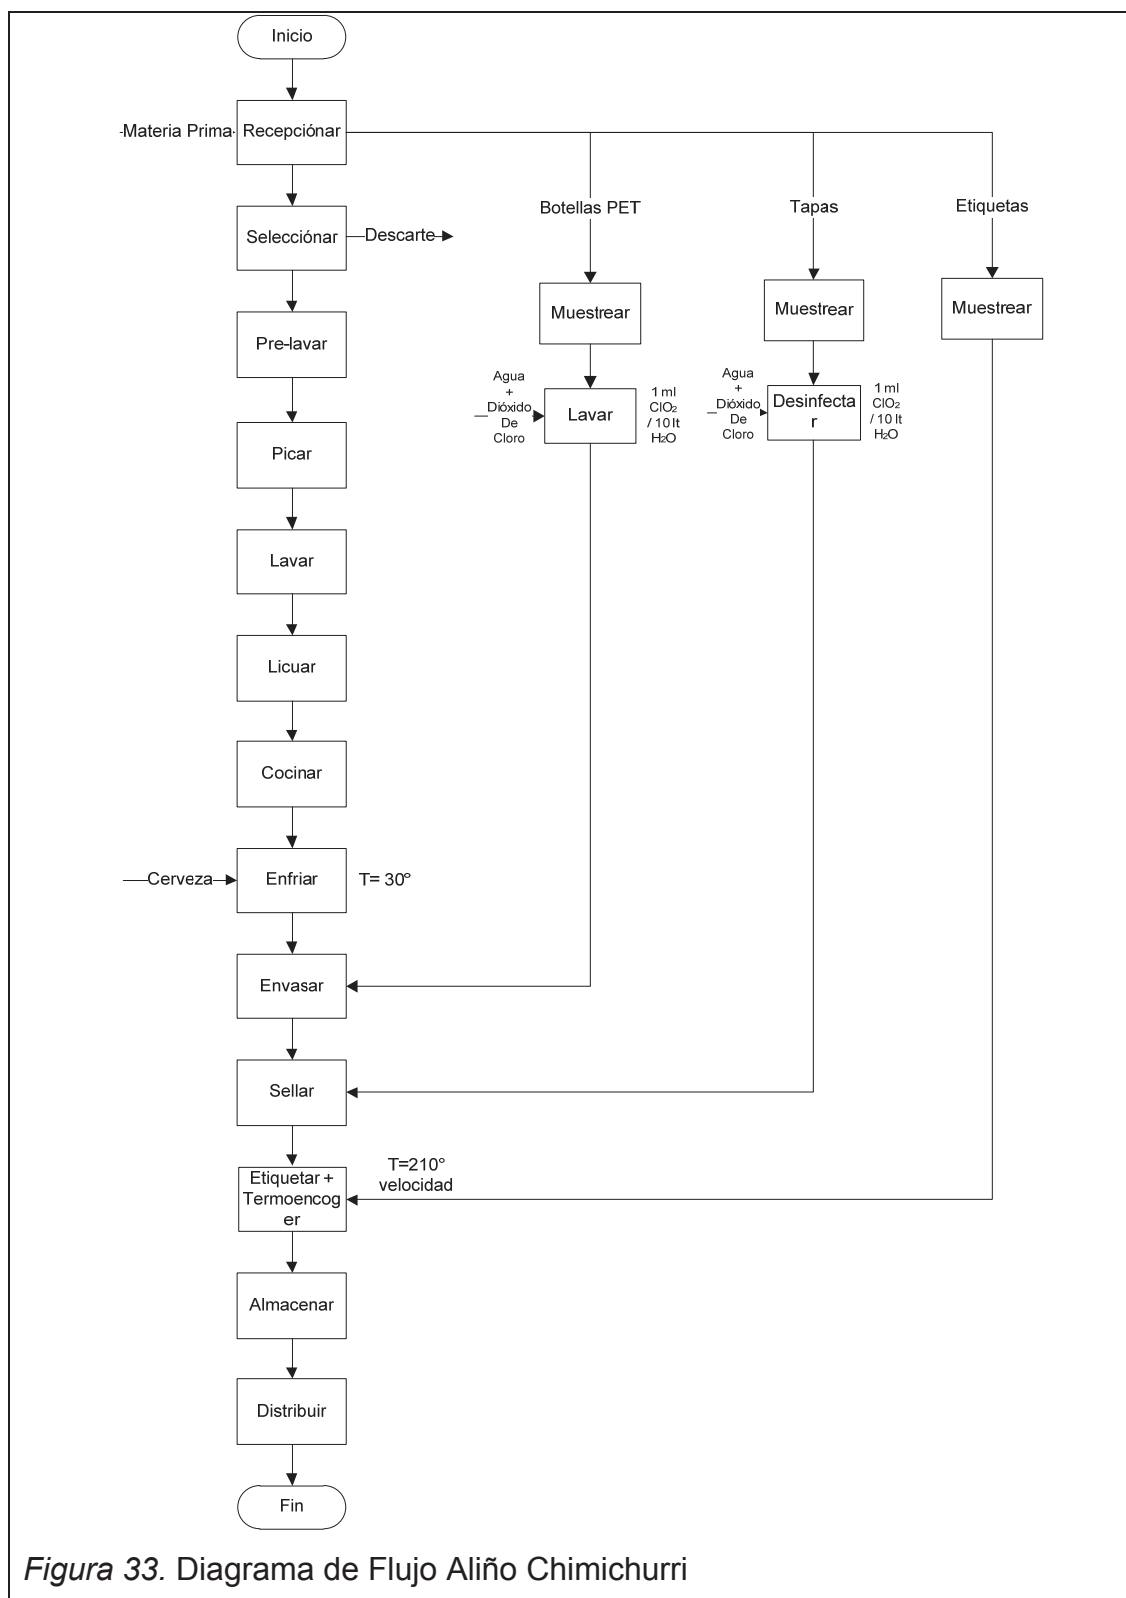 Inicio
-Materia Prima-
Recepciónar
Botellas PET
Tapas
Etiquetas
Selecciónar
Descarte
Muestrear
Muestrear
Muestrear
Pre-lavar
Agua
+
Dióxido
De
Cloro
Lavar
1 ml
ClO₂
/ 10 lt
H₂O
Agua
+
Dióxido
De
Cloro
Desinfecta
r
1 ml
ClO₂
/ 10 lt
H₂O
Picar
Lavar
Licuar
Cocinar
Cerveza
Enfriar
T= 30º
Envasar
Sellar
Etiquetar +
Termoencog
er
T=210º
velocidad
Almacenar
Distribuir
Fin
Figura 33. Diagrama de Flujo Aliño Chimichurri